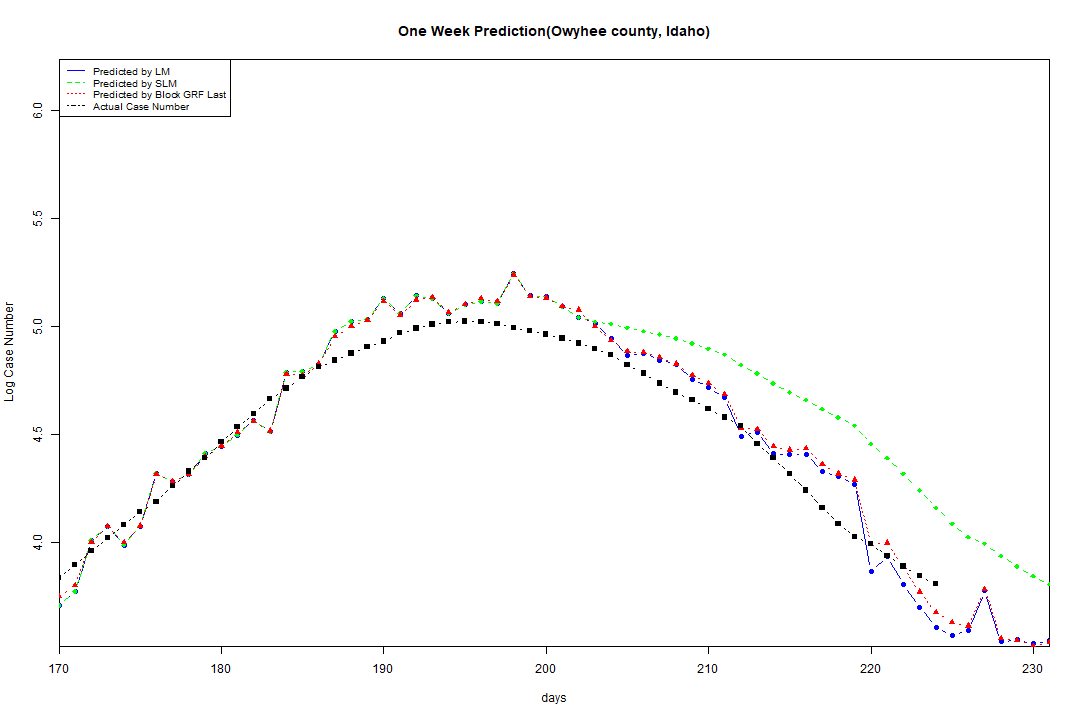 One Week Prediction(Owyhee county, Idaho)
Predicted by LM
Predicted by SLM
Predicted by Block GRF Last
Actual Case Number
6.0
5.5
5.0
4.5
4.0
Log Case Number
170 180 190 200 210 220 230
days